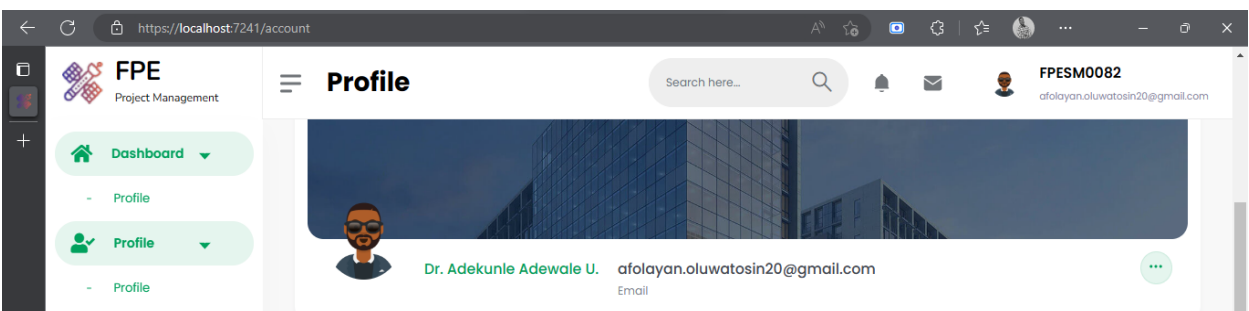 https://localhost:7241/account
FPE
Project Management
Profile
Search here...
FPESM0082
afolayan.oluwatosin20@gmail.com
Dashboard
- Profile
Profile
- Profile
Dr. Adekunle Adewale U.
afolayan.oluwatosin20@gmail.com
Email